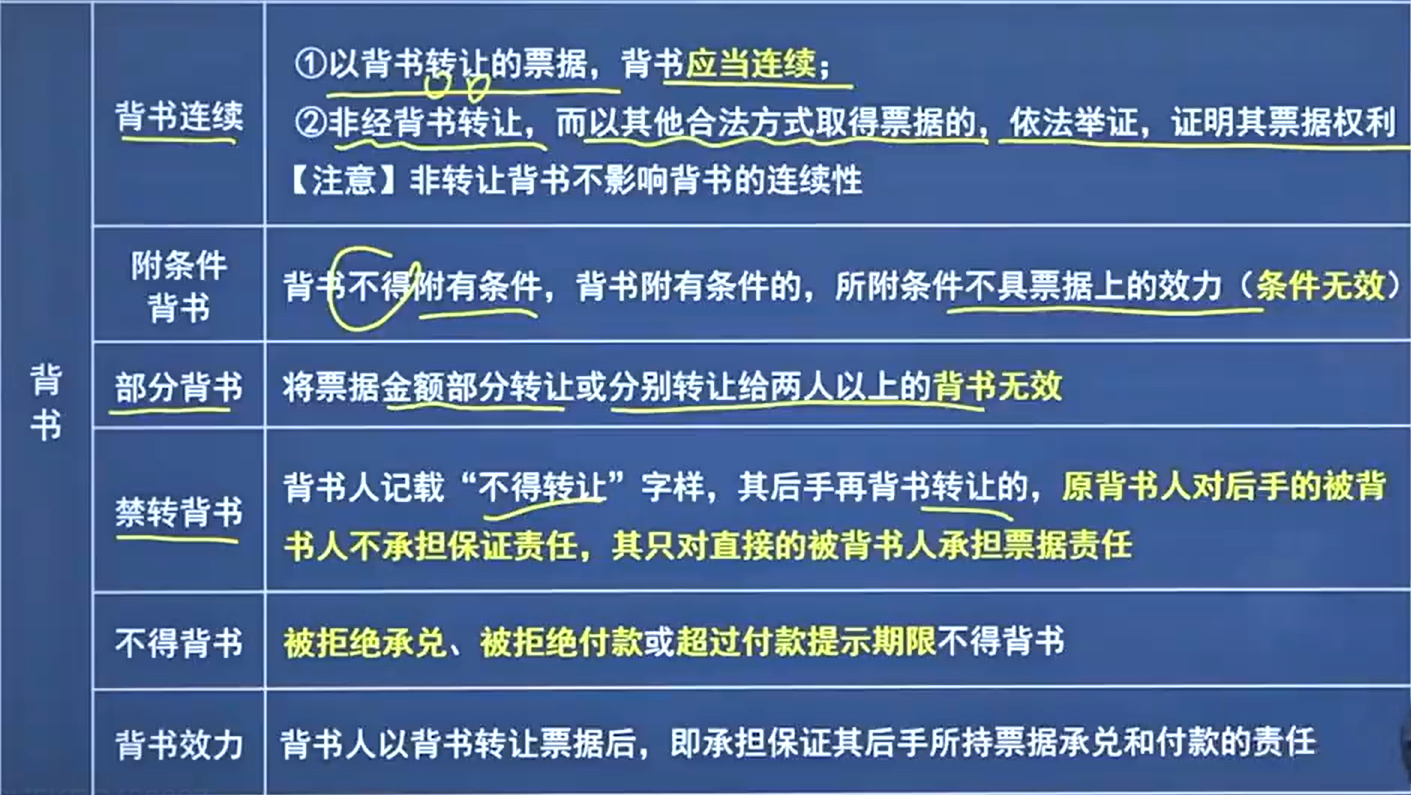 背书
背书连续
①以背书转让的票据，背书应当连续；
②非经背书转让，而以其他合法方式取得票据的，依法举证，证明其票据权利
【注意】非转让背书不影响背书的连续性
附条件
背书
背书不得附有条件，背书附有条件的，所附条件不具票据上的效力（条件无效）
部分背书
将票据金额部分转让或分别转让给两人以上的背书无效
禁转背书
背书人记载“不得转让”字样，其后手再背书转让的，原背书人对后手的被背
书人不承担保证责任，其只对直接的被背书人承担票据责任
不得背书
被拒绝承兑、被拒绝付款或超过付款提示期限不得背书
背书效力
背书人以背书转让票据后，即承担保证其后手所持票据承兑和付款的责任